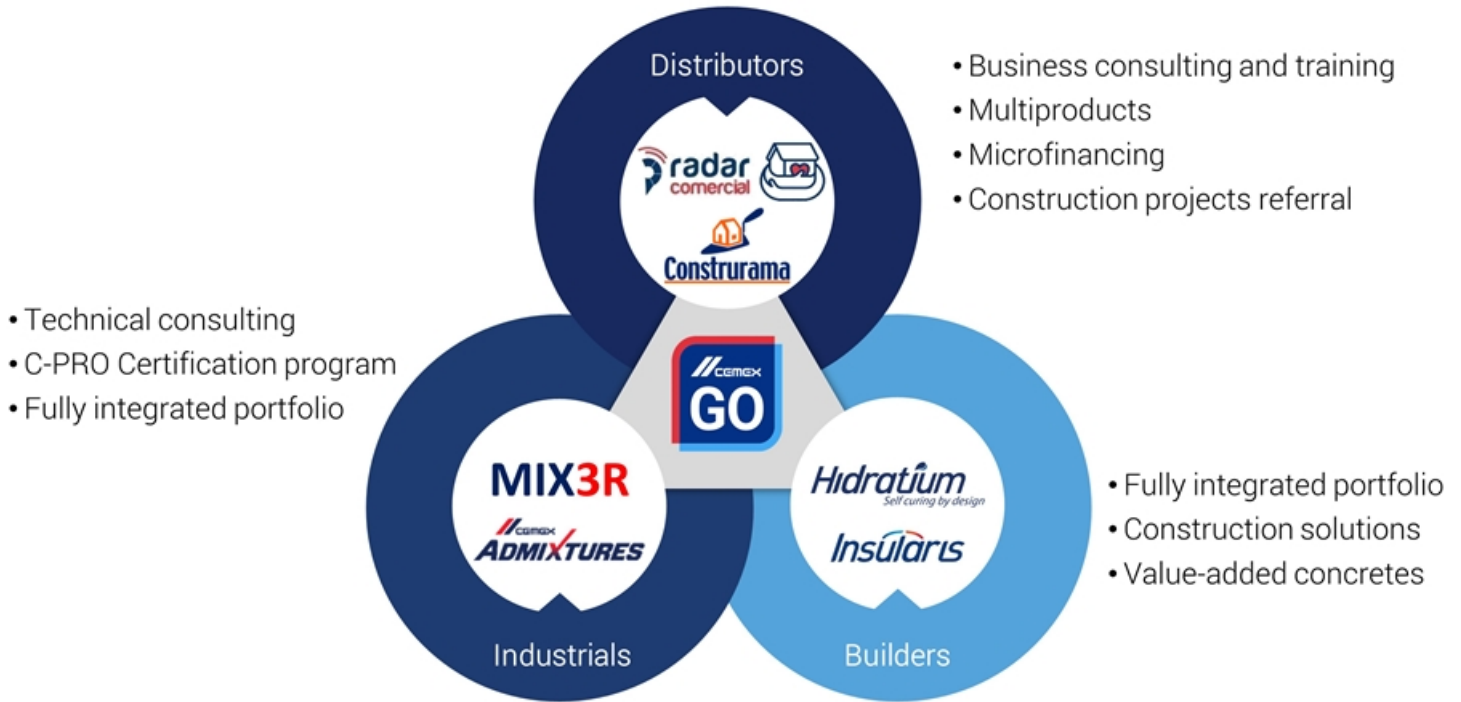 Distributors
radar
comercial
Construrama
• Business consulting and training
• Multiproducts
• Microfinancing
• Construction projects referral
• Technical consulting
• C-PRO Certification program
• Fully integrated portfolio
CEMEX
GO
MIX3R
CEMEX
ADMIXTURES
Industrials
Hidratium
Self curing by design
Insularis
Builders
• Fully integrated portfolio
• Construction solutions
• Value-added concretes